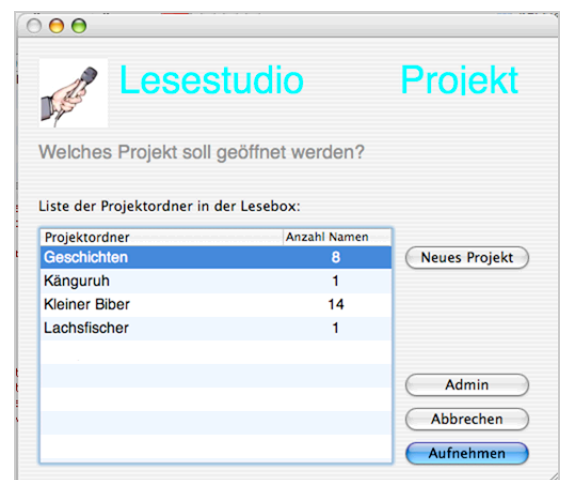 Lesestudio Projekt
Welches Projekt soll geöffnet werden?
Liste der Projektordner in der Lesebox:
Projektordner Anzahl Namen
Geschichten 8
Känguruh 1
Kleiner Biber 14
Lachsfischer 1
Neues Projekt
Admin
Abbrechen
Aufnehmen